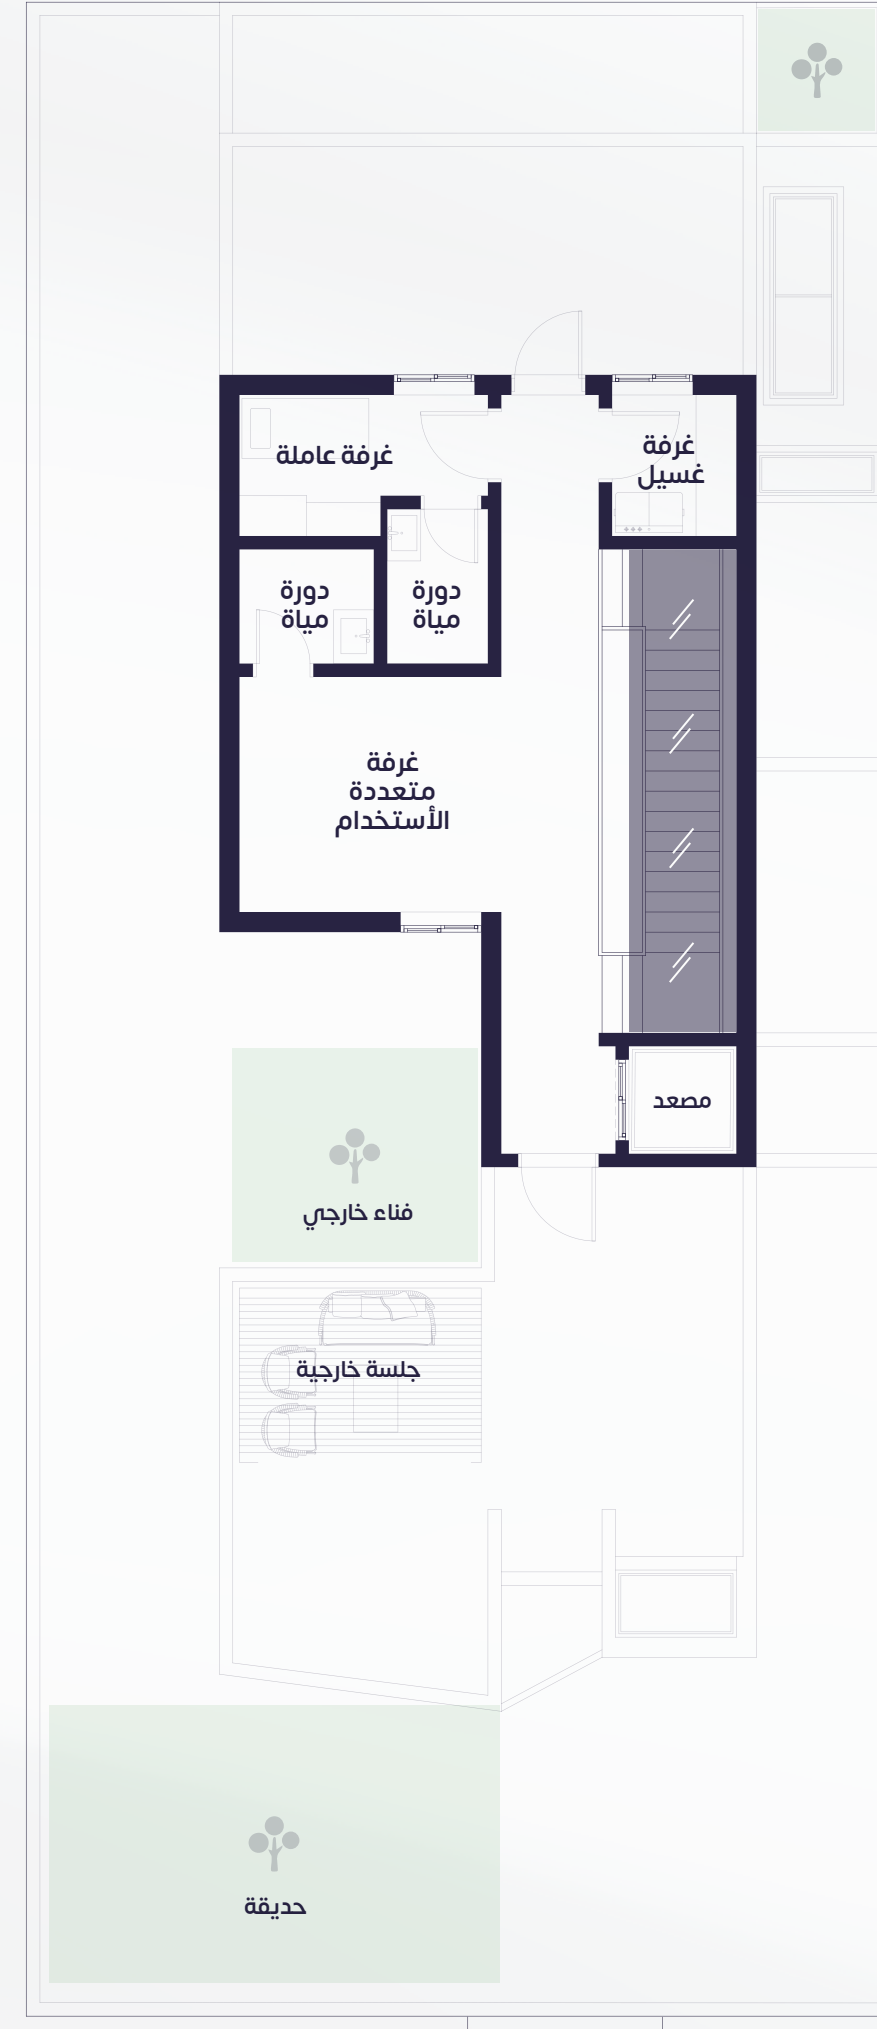 غرفة
غسيل
غرفة عاملة
دورة
مياة
دورة
مياة
غرفة
متعددة
الأستخدام
مصعد
فناء خارجي
جلسة خارجية
حديقة